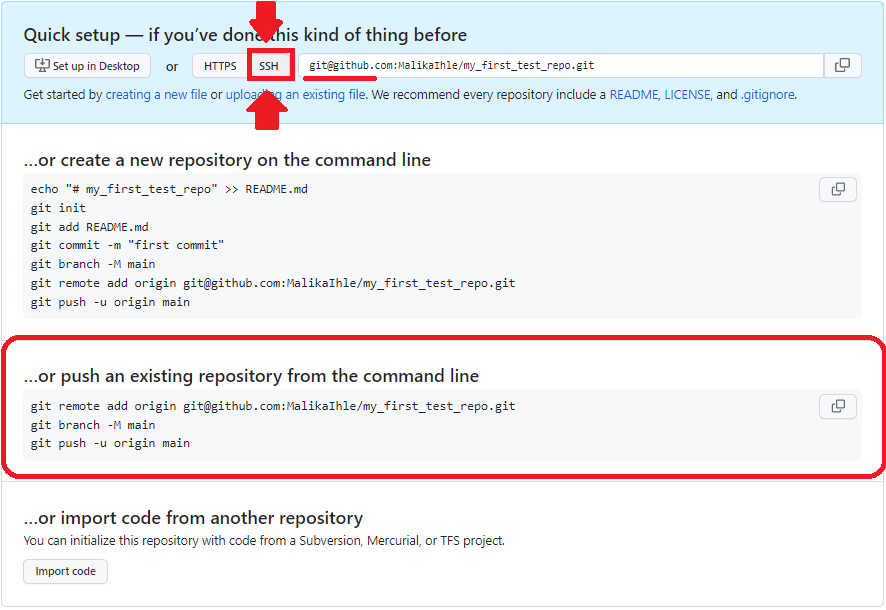 Quick setup — if you've done this kind of thing before
Set up in Desktop or HTTPS SSH git@github.com:MalikaIhle/my_first_test_repo.git
Get started by creating a new file or uploading an existing file. We recommend every repository include a README, LICENSE, and .gitignore.
…or create a new repository on the command line
echo "# my_first_test_repo" >> README.md
git init
git add README.md
git commit -m "first commit"
git branch -M main
git remote add origin git@github.com:MalikaIhle/my_first_test_repo.git
git push -u origin main
…or push an existing repository from the command line
git remote add origin git@github.com:MalikaIhle/my_first_test_repo.git
git branch -M main
git push -u origin main
…or import code from another repository
You can initialize this repository with code from a Subversion, Mercurial, or TFS project.
Import code